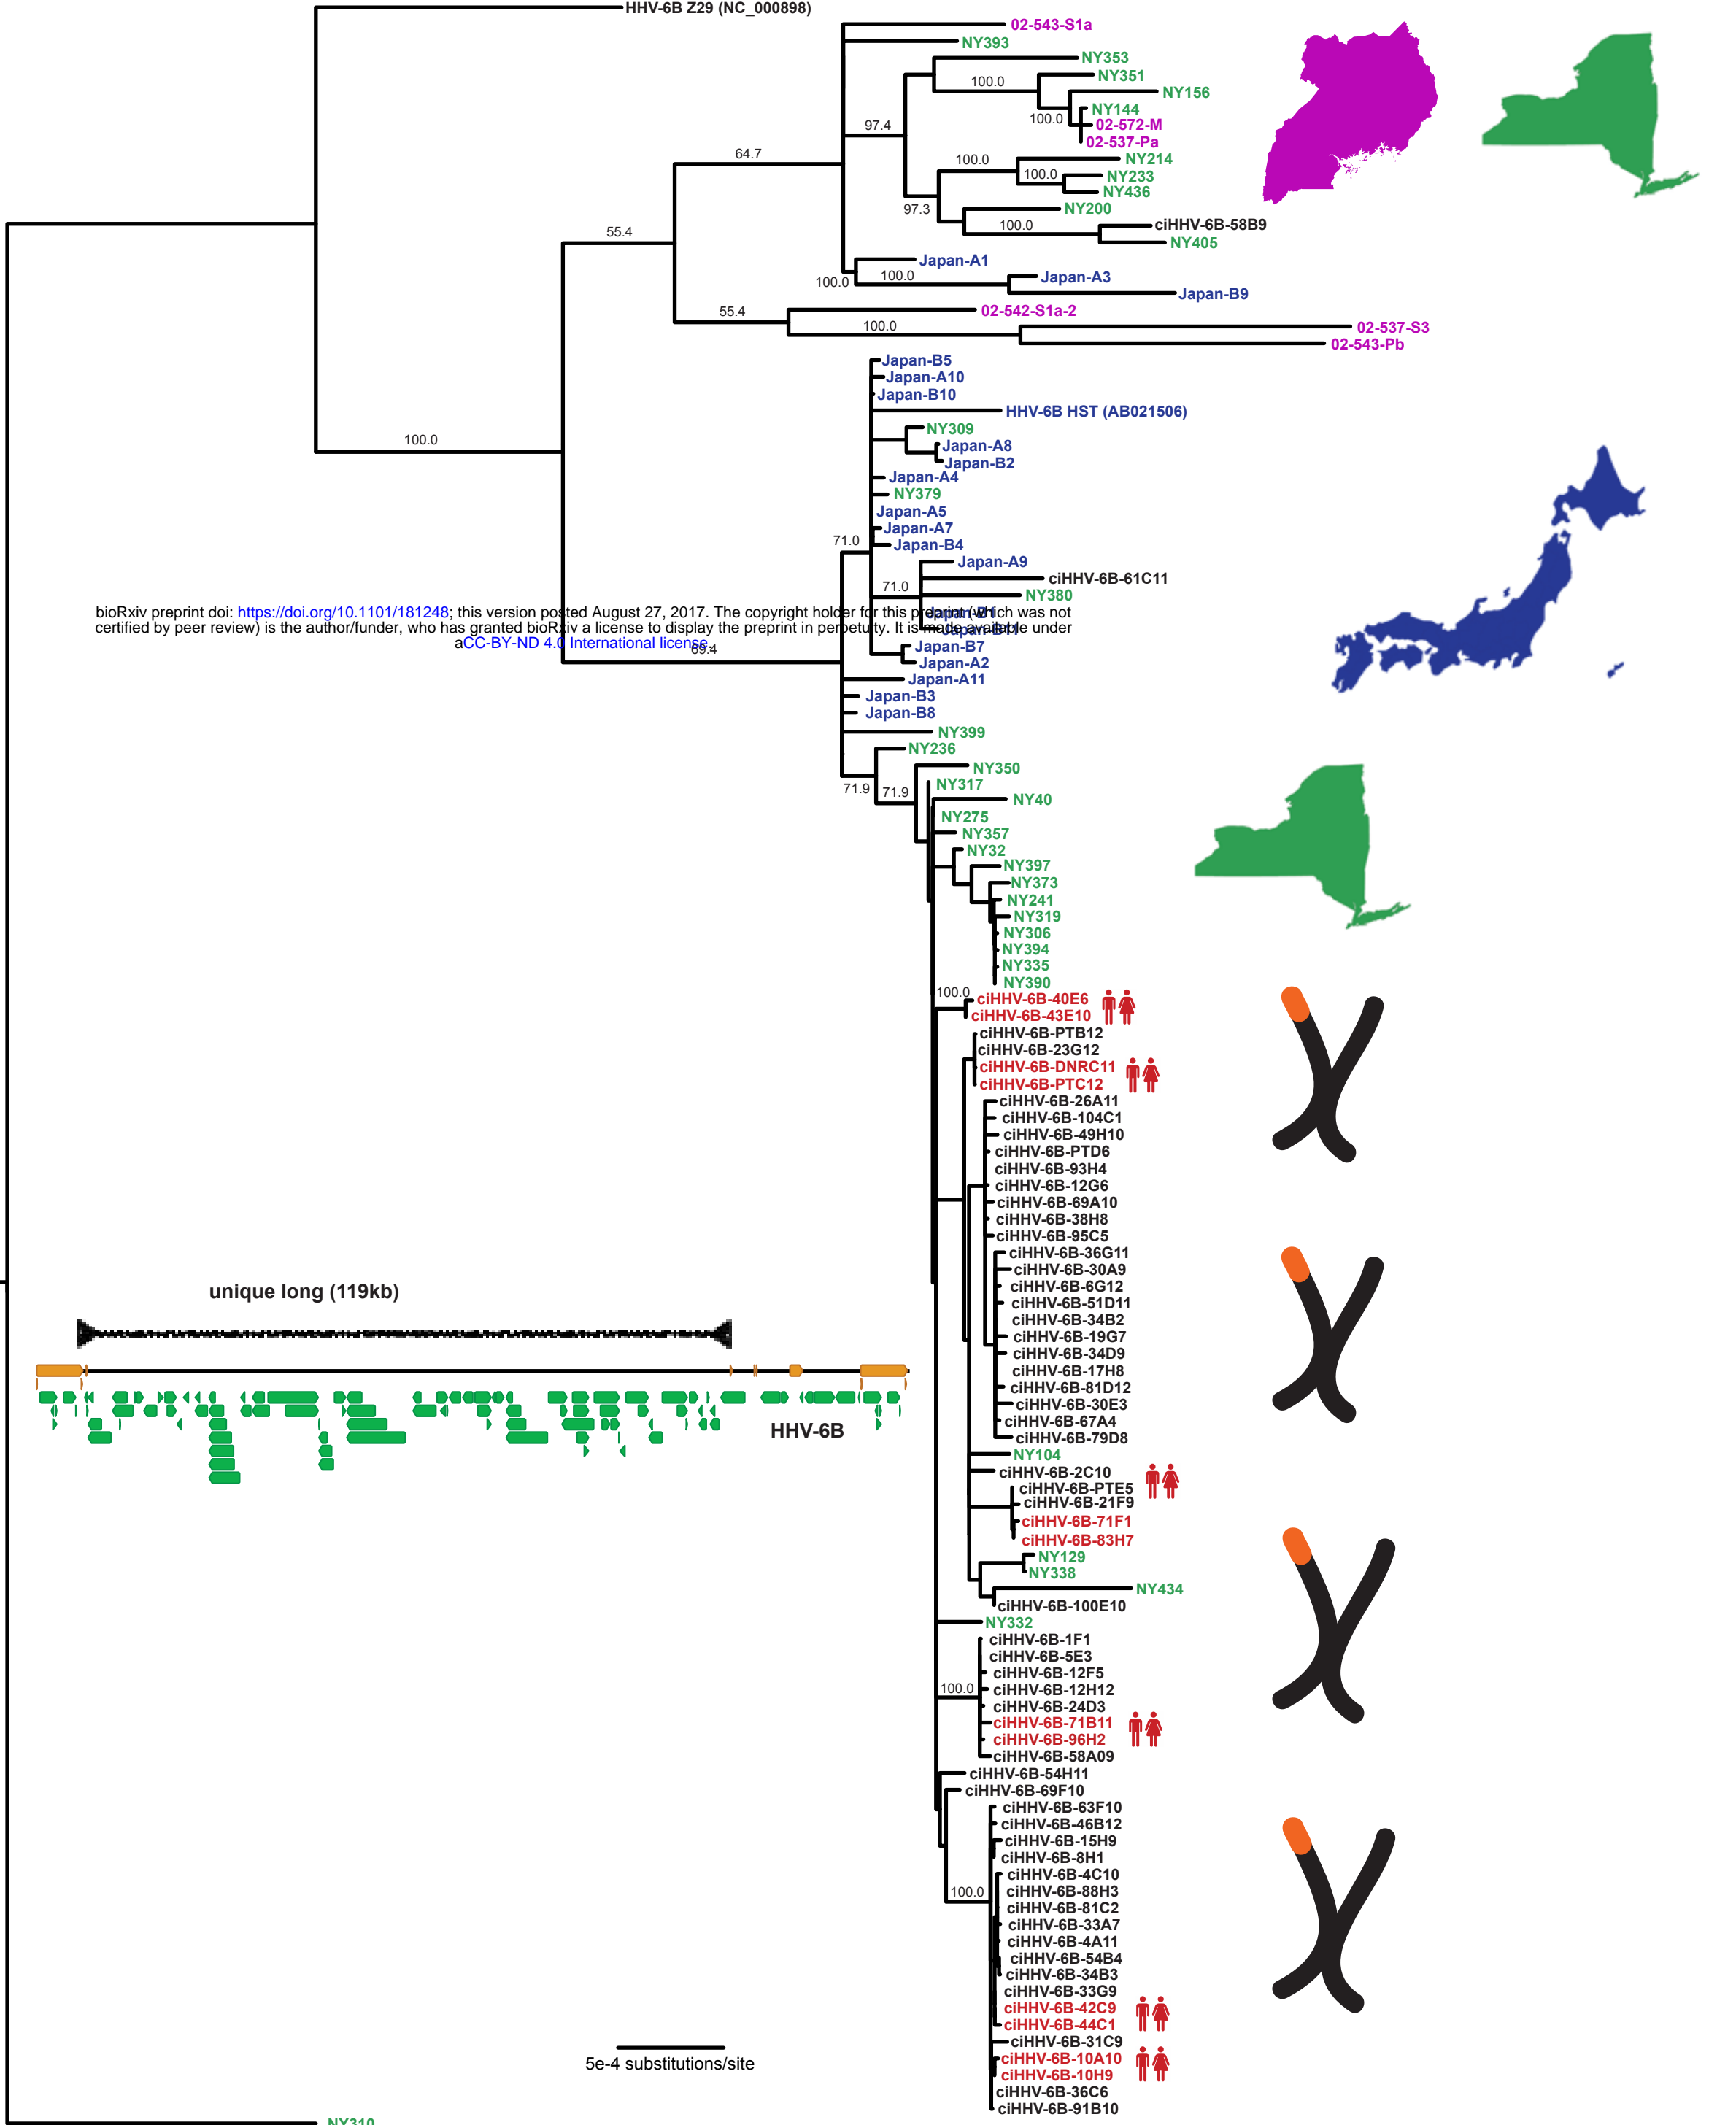 HHV-6B Z29 (NC_000898)
02-543-S1a
NY393
NY353
100.0
NY351
NY156
NY144
100.0
97.4
02-572-M
02-537-Pa
64.7
100.0
NY214
100.0
NY233
NY436
97.3
NY200
100.0
ciHHV-6B-58B9
55.4
NY405
Japan-A1
100.0
100.0
Japan-A3
Japan-B9
55.4
02-542-S1a-2
100.0
02-537-S3
02-543-Pb
Japan-B5
Japan-A10
Japan-B10
HHV-6B HST (AB021506)
NY309
100.0
Japan-A8
Japan-B2
Japan-A4
NY379
Japan-A5
Japan-A7
71.0
Japan-B4
Japan-A9
ciHHV-6B-61C11
71.0
NY380
bioRxiv preprint doi: https://doi.org/10.1101/181248; this version posted August 27, 2017. The copyright holder for this preprint (which was not
certified by peer review) is the author/funder, who has granted bioRxiv a license to display the preprint in perpetuity. It is made available under
aCC-BY-ND 4.0 International license.
Japan-B7
69.4
Japan-A2
Japan-A11
Japan-B3
Japan-B8
NY399
NY236
NY350
71.9
71.9
NY317
NY40
NY275
NY357
NY32
NY397
NY373
NY241
NY319
NY306
NY394
NY335
NY390
100.0
ciHHV-6B-40E6
ciHHV-6B-43E10
ciHHV-6B-PTB12
ciHHV-6B-23G12
ciHHV-6B-DNRC11
ciHHV-6B-PTC12
ciHHV-6B-26A11
ciHHV-6B-104C1
ciHHV-6B-49H10
ciHHV-6B-PTD6
ciHHV-6B-93H4
ciHHV-6B-12G6
ciHHV-6B-69A10
ciHHV-6B-38H8
ciHHV-6B-95C5
ciHHV-6B-36G11
ciHHV-6B-30A9
ciHHV-6B-6G12
unique long (119kb)
ciHHV-6B-51D11
ciHHV-6B-34B2
ciHHV-6B-19G7
ciHHV-6B-34D9
ciHHV-6B-17H8
ciHHV-6B-81D12
ciHHV-6B-30E3
ciHHV-6B-67A4
HHV-6B
ciHHV-6B-79D8
NY104
ciHHV-6B-2C10
ciHHV-6B-PTE5
ciHHV-6B-21F9
ciHHV-6B-71F1
ciHHV-6B-83H7
NY129
NY338
NY434
ciHHV-6B-100E10
NY332
ciHHV-6B-1F1
ciHHV-6B-5E3
ciHHV-6B-12F5
100.0
ciHHV-6B-12H12
ciHHV-6B-24D3
ciHHV-6B-71B11
ciHHV-6B-96H2
ciHHV-6B-58A09
ciHHV-6B-54H11
ciHHV-6B-69F10
ciHHV-6B-63F10
ciHHV-6B-46B12
ciHHV-6B-15H9
ciHHV-6B-8H1
ciHHV-6B-4C10
100.0
ciHHV-6B-88H3
ciHHV-6B-81C2
ciHHV-6B-33A7
ciHHV-6B-4A11
ciHHV-6B-54B4
ciHHV-6B-34B3
ciHHV-6B-33G9
ciHHV-6B-42C9
ciHHV-6B-44C1
ciHHV-6B-31C9
5e-4 substitutions/site
ciHHV-6B-10A10
ciHHV-6B-10H9
ciHHV-6B-36C6
ciHHV-6B-91B10
NY310